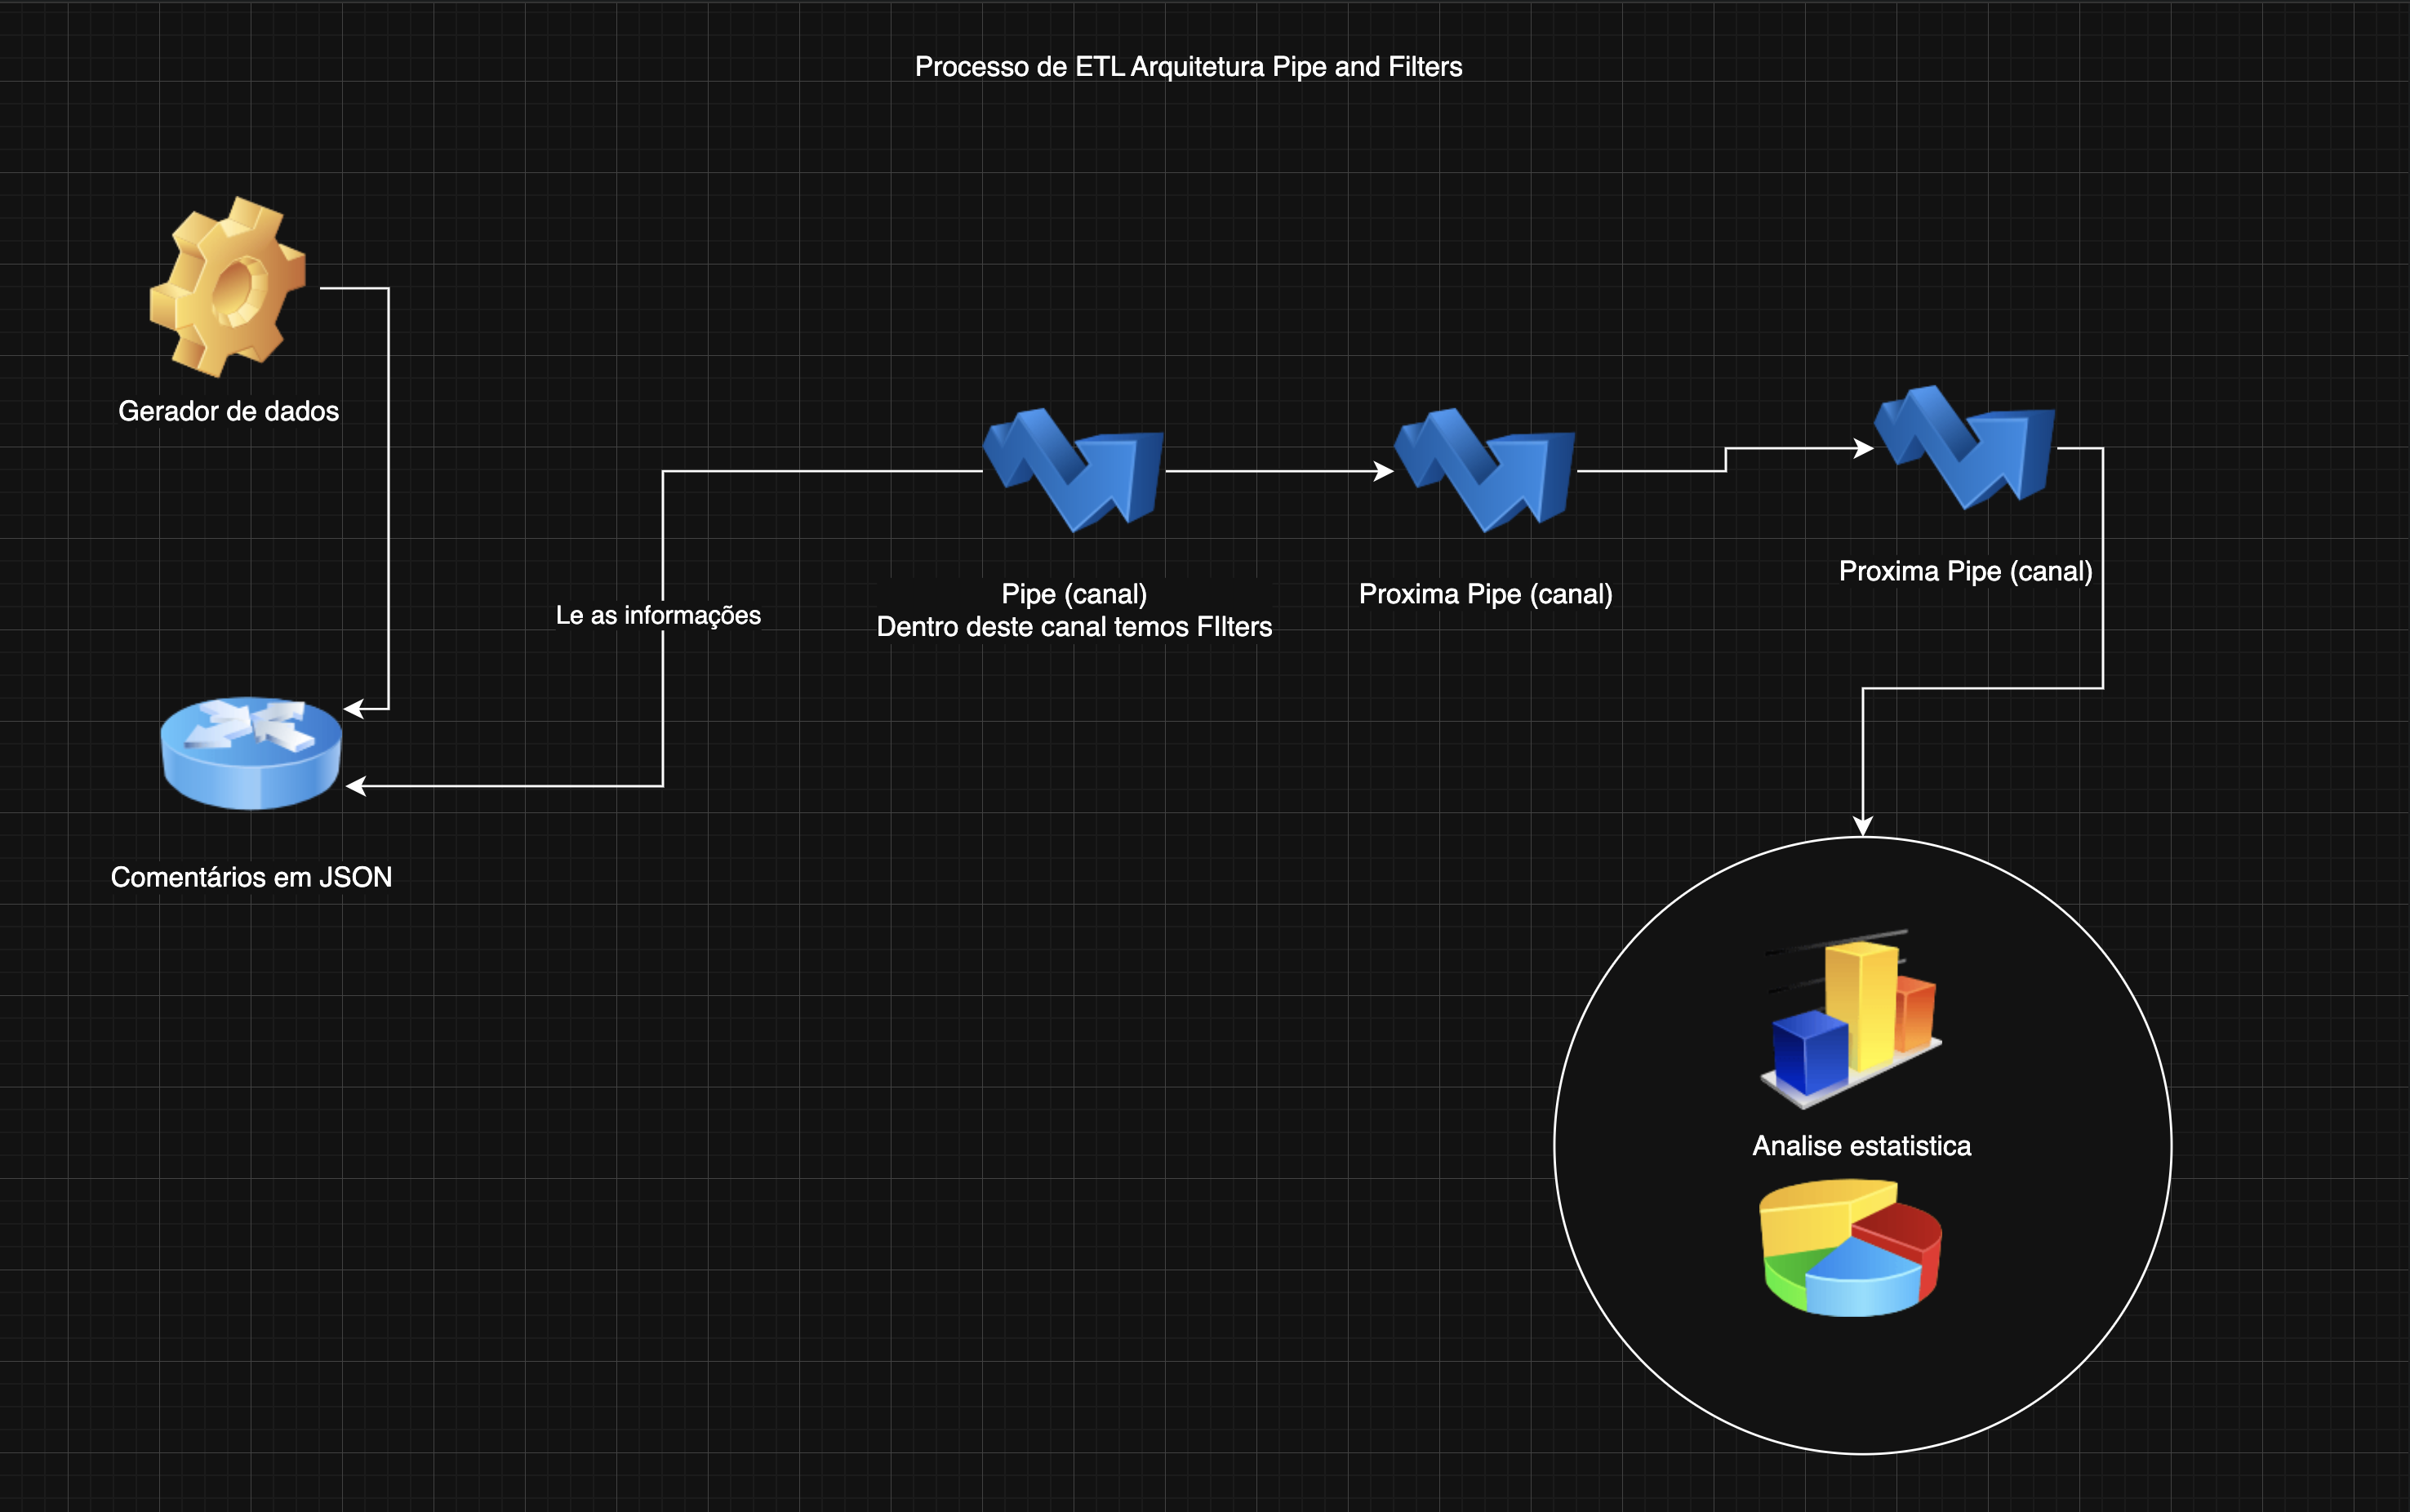 Processo de ETL Arquitetura Pipe and Filters
Gerador de dados
Le as informações
Pipe (canal)
Dentro deste canal temos FIlters
Proxima Pipe (canal)
Proxima Pipe (canal)
Comentários em JSON
Analise estatistica